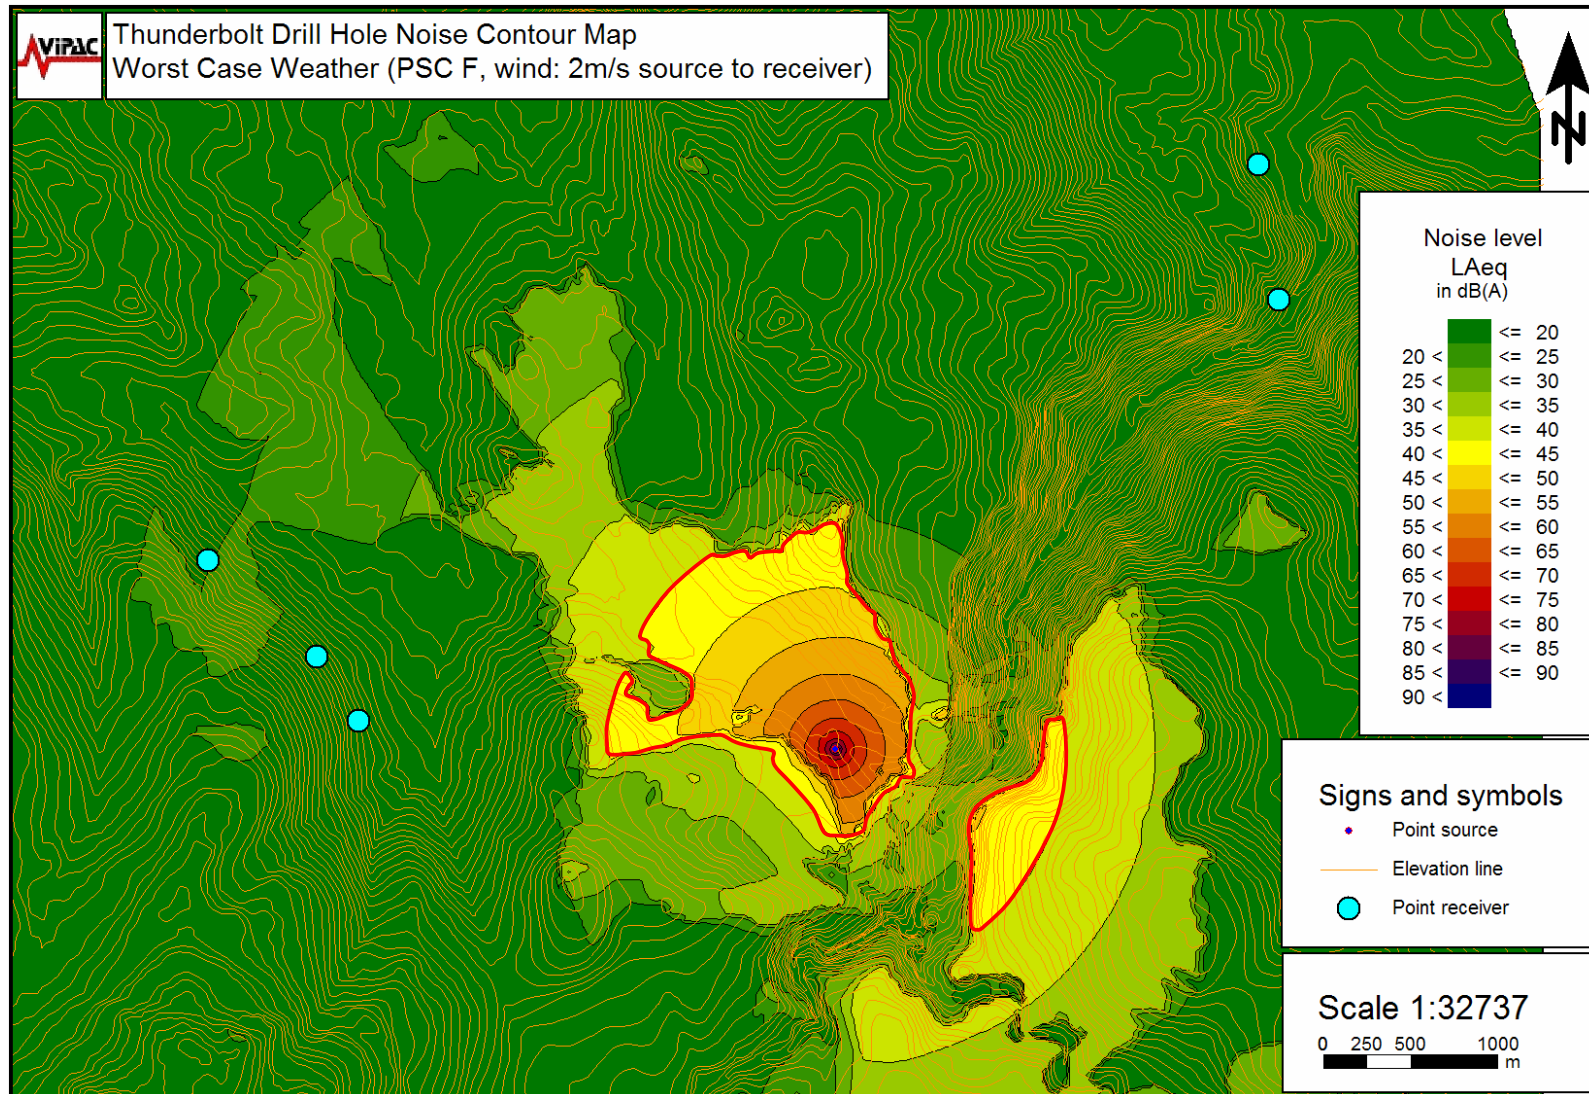 VIPAC
Thunderbolt Drill Hole Noise Contour Map
Worst Case Weather (PSC F, wind: 2m/s source to receiver)
N
Noise level
LAeq
in dB(A)
<= 20
20 < <= 25
25 < <= 30
30 < <= 35
35 < <= 40
40 < <= 45
45 < <= 50
50 < <= 55
55 < <= 60
60 < <= 65
65 < <= 70
70 < <= 75
75 < <= 80
80 < <= 85
85 < <= 90
90 <
Signs and symbols
Point source
Elevation line
Point receiver
Scale 1:32737
0 250 500 1000
m